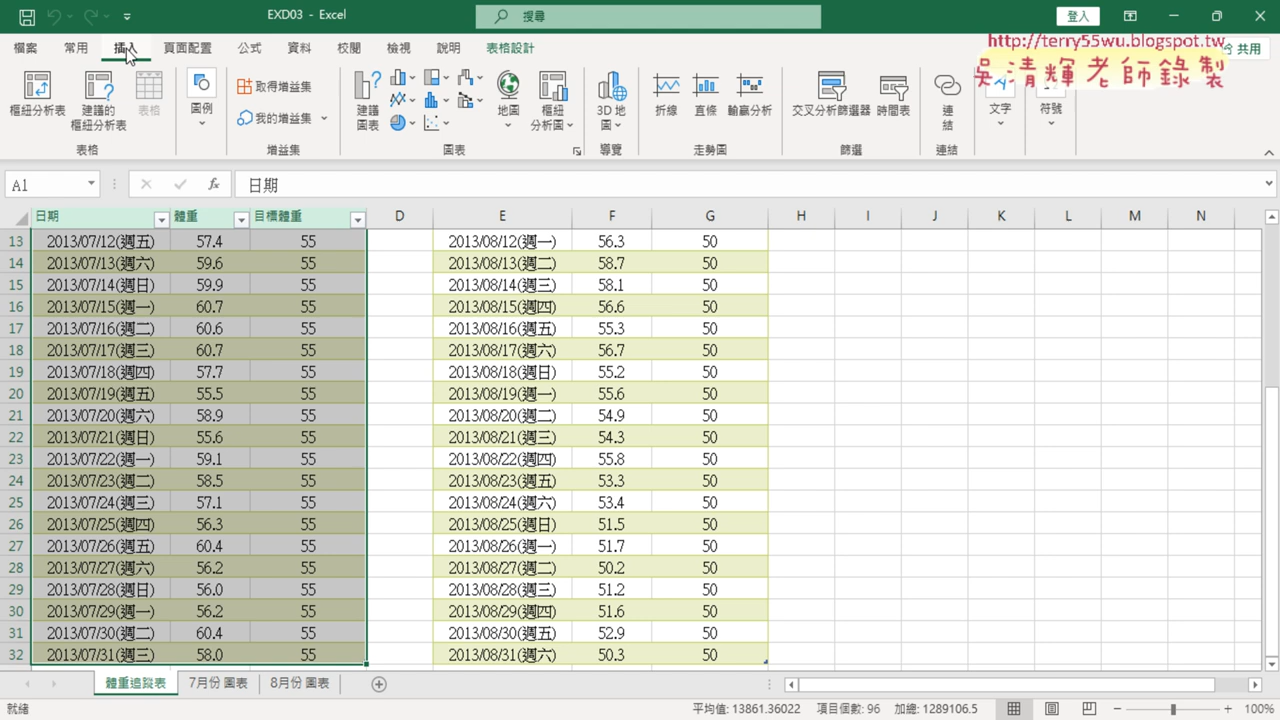 EXD03 - Excel
搜尋
登入
檔案 常用 插入 頁面配置 公式 資料 校閱 檢視 說明 表格設計 共用
http://terry55wu.blogspot.tw
吳清輝老師錄製
樞紐分析表 建議的樞紐分析表 表格 圖例 取得增益集 我的增益集 建議圖表 地圖 樞紐分析圖 3D 地圖 折線 直條 輸贏分析 交叉分析篩選器 時間表 連結 文字 符號
表格 增益集 圖表 導覽 走勢圖 篩選 連結
A1 fx 日期
日期 體重 目標體重 D E F G H I J K L M N
13 2013/07/12(週五) 57.4 55 2013/08/12(週一) 56.3 50
14 2013/07/13(週六) 59.6 55 2013/08/13(週二) 58.7 50
15 2013/07/14(週日) 59.9 55 2013/08/14(週三) 58.1 50
16 2013/07/15(週一) 60.7 55 2013/08/15(週四) 56.6 50
17 2013/07/16(週二) 60.6 55 2013/08/16(週五) 55.3 50
18 2013/07/17(週三) 60.7 55 2013/08/17(週六) 56.7 50
19 2013/07/18(週四) 57.7 55 2013/08/18(週日) 55.2 50
20 2013/07/19(週五) 55.5 55 2013/08/19(週一) 55.6 50
21 2013/07/20(週六) 58.9 55 2013/08/20(週二) 54.9 50
22 2013/07/21(週日) 55.6 55 2013/08/21(週三) 54.3 50
23 2013/07/22(週一) 59.1 55 2013/08/22(週四) 55.8 50
24 2013/07/23(週二) 58.5 55 2013/08/23(週五) 53.3 50
25 2013/07/24(週三) 57.1 55 2013/08/24(週六) 53.4 50
26 2013/07/25(週四) 56.3 55 2013/08/25(週日) 51.5 50
27 2013/07/26(週五) 60.4 55 2013/08/26(週一) 51.7 50
28 2013/07/27(週六) 56.2 55 2013/08/27(週二) 50.2 50
29 2013/07/28(週日) 56.0 55 2013/08/28(週三) 51.2 50
30 2013/07/29(週一) 56.2 55 2013/08/29(週四) 51.6 50
31 2013/07/30(週二) 60.4 55 2013/08/30(週五) 52.9 50
32 2013/07/31(週三) 58.0 55 2013/08/31(週六) 50.3 50
體重追蹤表 7月份 圖表 8月份 圖表
就緒 平均值: 13861.36022 項目個數: 96 加總: 1289106.5 100%